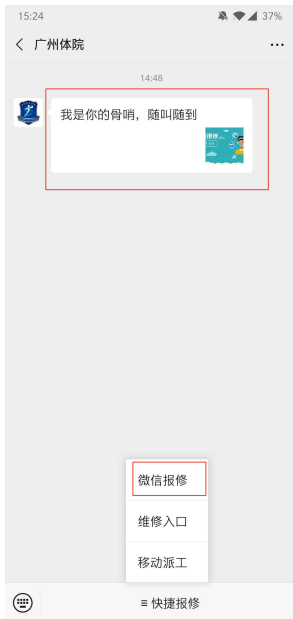 15:24
37%
广州体院
14:48
我是你的骨哨，随叫随到
微信报修
维修入口
移动派工
≡ 快捷报修